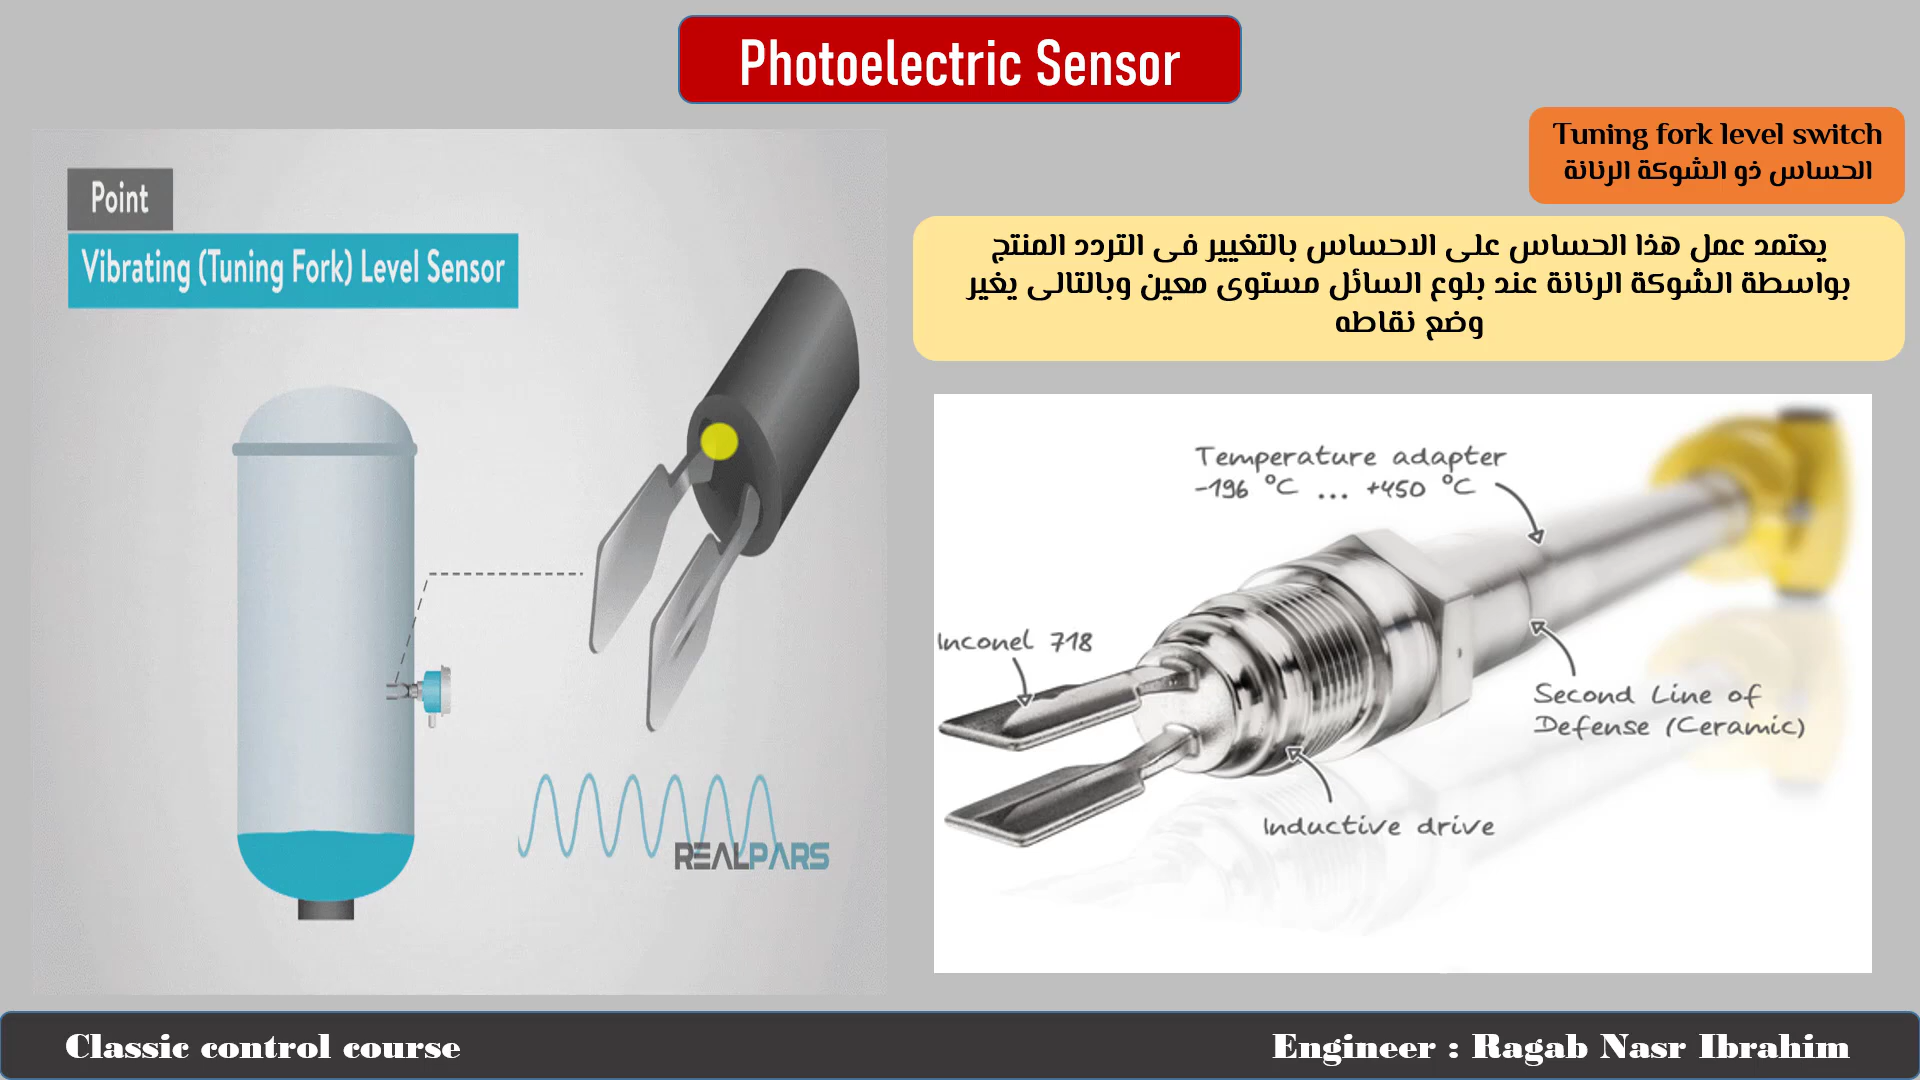 Photoelectric Sensor
Tuning fork level switch
الحساس ذو الشوكة الرنانة
يعتمد عمل هذا الحساس على الاحساس بالتغيير فى التردد المنتج
بواسطة الشوكة الرنانة عند بلوع السائل مستوى معين وبالتالى يغير
وضع نقاطه
Point
Vibrating (Tuning Fork) Level Sensor
REALPARS
Temperature adapter
-196 °C ... +450 °C
Inconel 718
Second Line of
Defense (Ceramic)
Inductive drive
Classic control course
Engineer : Ragab Nasr Ibrahim